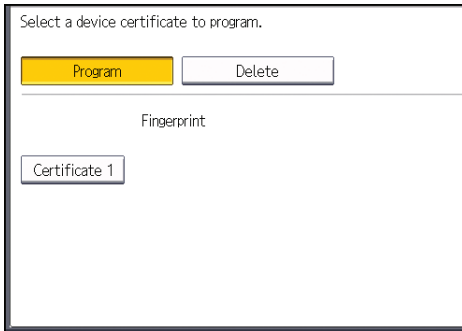 Select a device certificate to program.
Program Delete
Fingerprint
Certificate 1